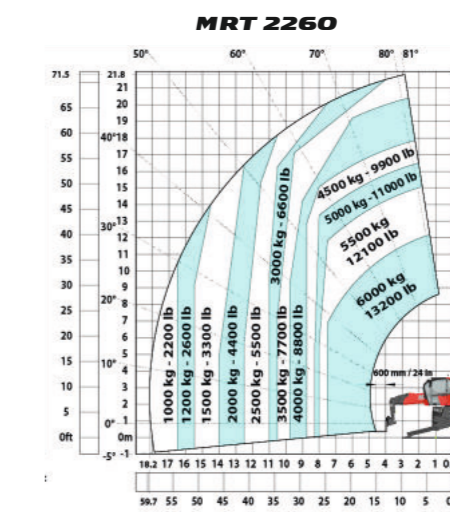 MRT 2260
50° 60° 70° 80° 81°
71.5 21.8
21
65 20
19
60 40° 18
17
55 16
50 15
14
45 30° 13
40 12
11
35 10
30 9
20° 8
25 7
20 6
5
15 10° 4
10 3
2
5 0° 1
0ft 0m
-5° -1
1000 kg - 2200 lb
1200 kg - 2600 lb
1500 kg - 3300 lb
2000 kg - 4400 lb
2500 kg - 5500 lb
3000 kg - 6600 lb
3500 kg - 7700 lb
4000 kg - 8800 lb
4500 kg - 9900 lb
5000 kg -11000 lb
5500 kg
12100 lb
6000 kg
13200 lb
600 mm / 24 in
18.2 17 16 15 14 13 12 11 10 9 8 7 6 5 4 3 2 1
59.7 55 50 45 40 35 30 25 20 15 10 5